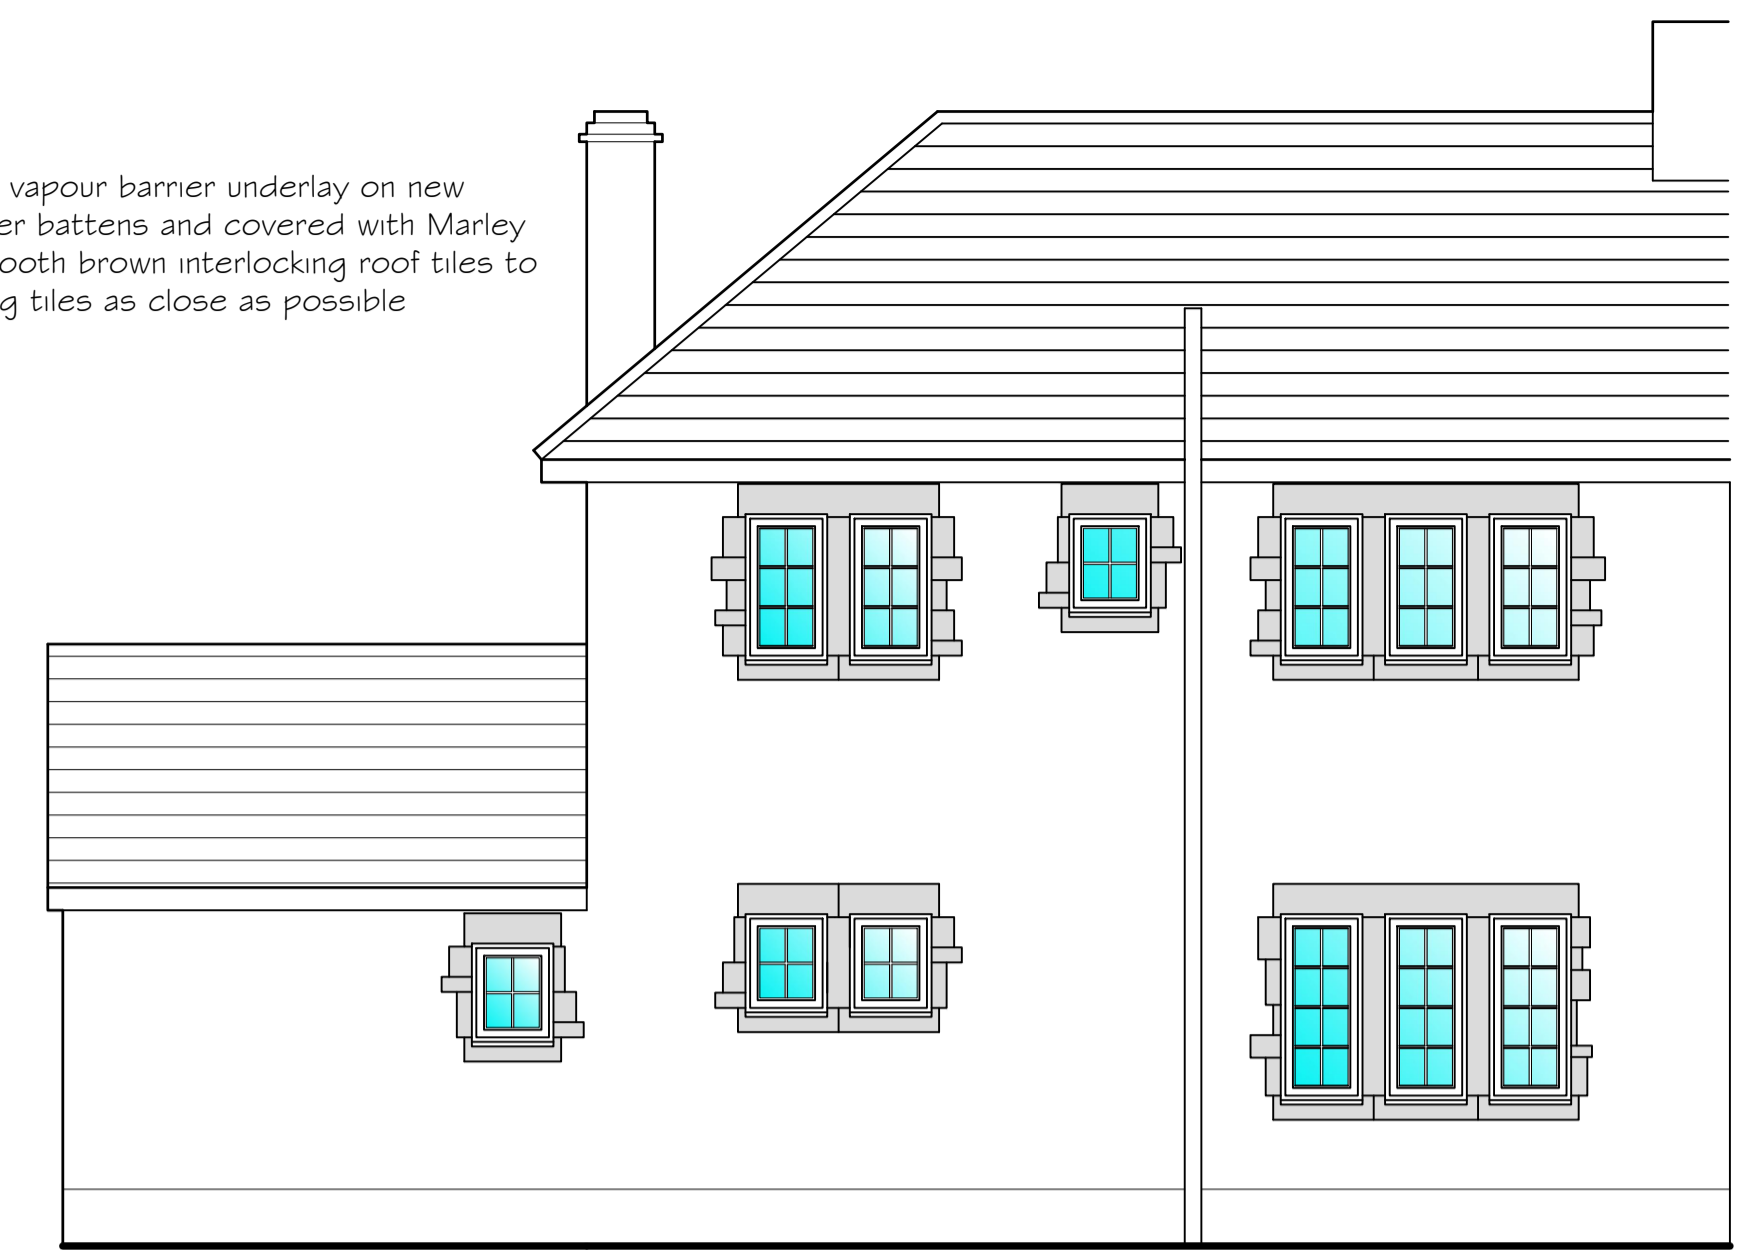 vapour barrier underlay on new
er battens and covered with Marley
ooth brown interlocking roof tiles to
g tiles as close as possible